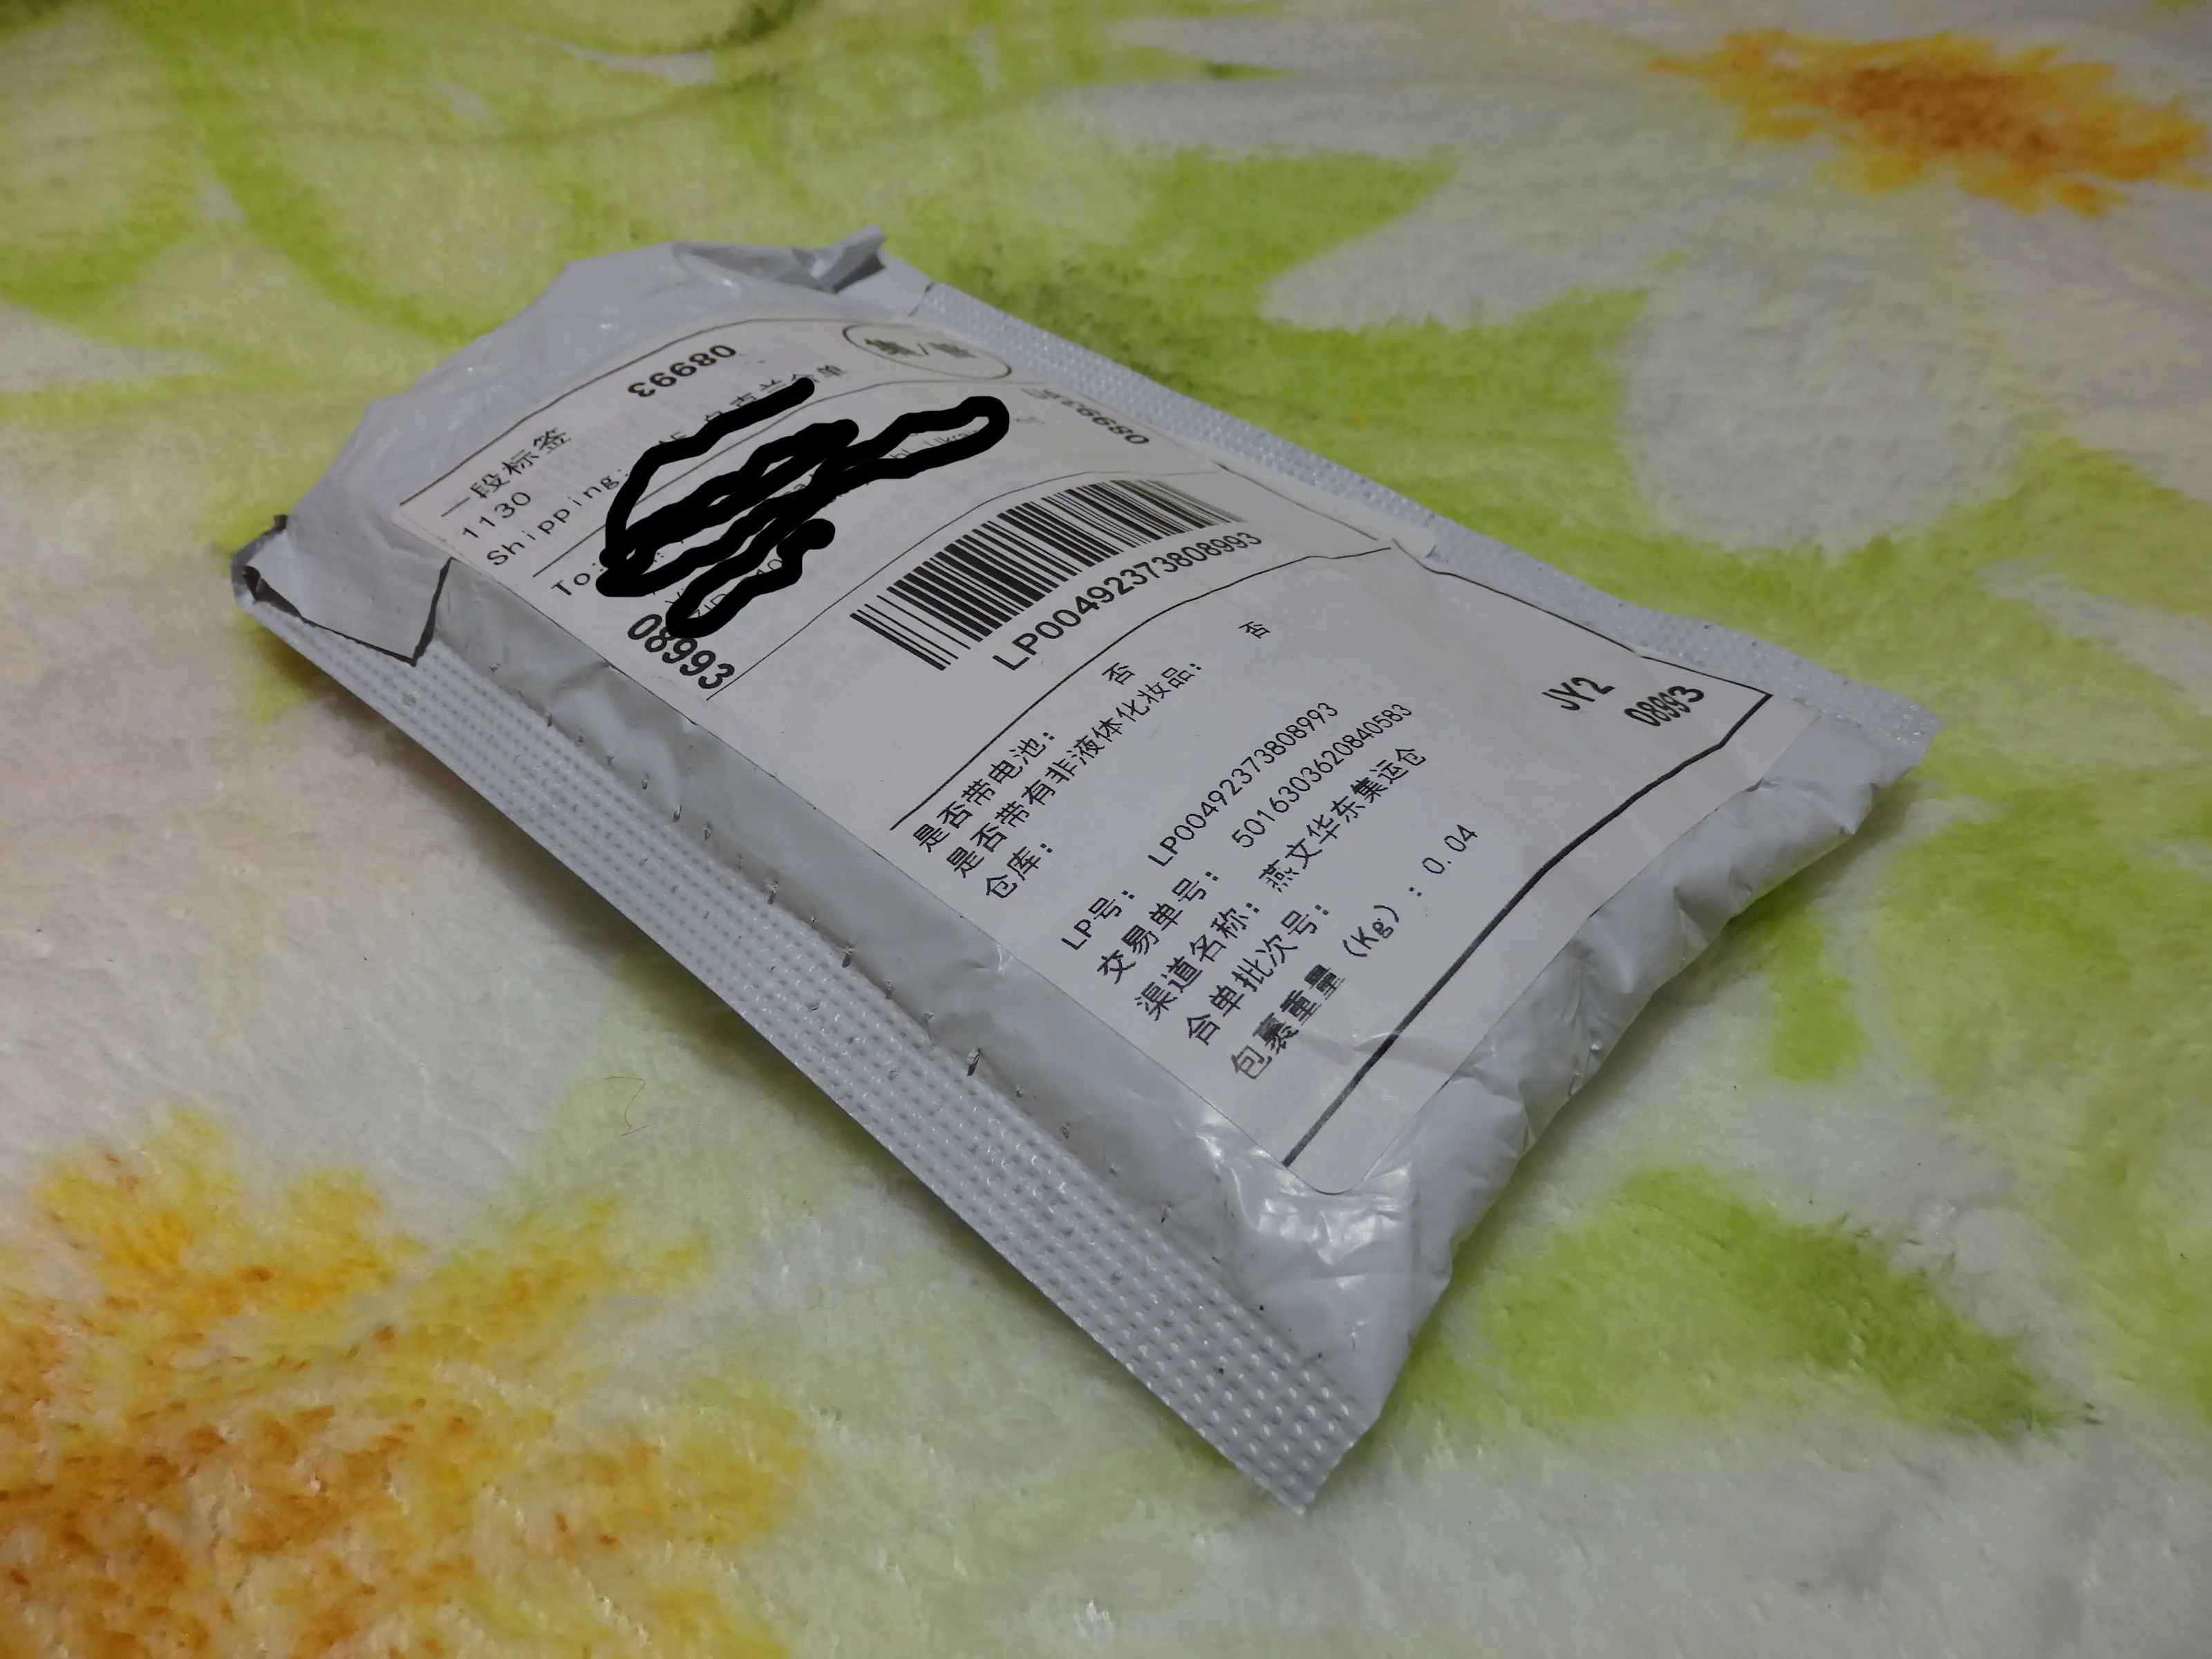 08993
集/
一段标签
1130
Shipping:
单
08993
To:
08993
LP00492373808993
是否带电池: 否
是否带有非液体化妆品: 否
仓库:
JY2
08993
LP号: LP00492373808993
交易单号: 5016303620840583
渠道名称: 燕文华东集运仓
合单批次号:
包裹重量 (Kg) : 0.04